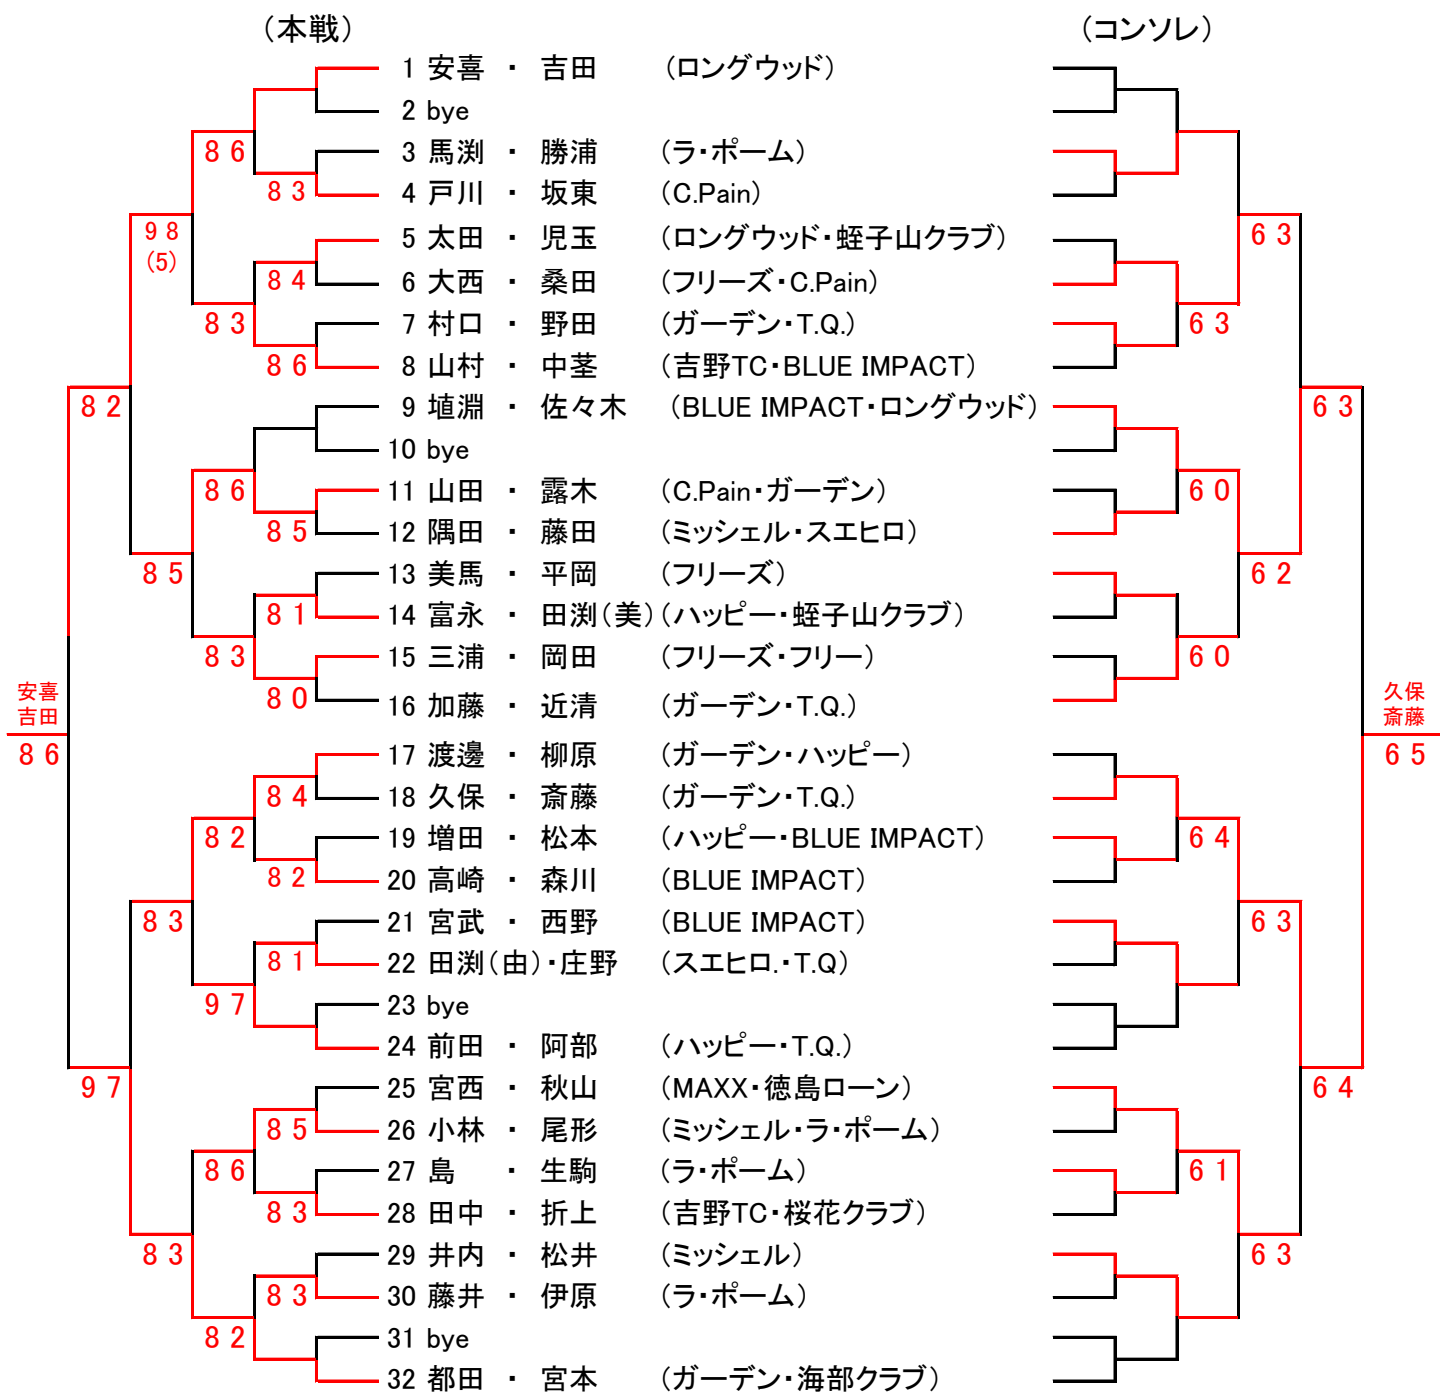 （本戦） （コンソレ）
1 安喜 ・ 吉田 （ロングウッド）
2 bye
8 6
3 馬渕 ・ 勝浦 （ラ・ポーム）
8 3 4 戸川 ・ 坂東 （C.Pain）
9 8 5 太田 ・ 児玉 （ロングウッド・蛭子山クラブ） 6 3
(5)
8 4 6 大西 ・ 桑田 （フリーズ・C.Pain）
8 3 7 村口 ・ 野田 （ガーデン・T.Q.） 6 3
8 6 8 山村 ・ 中茎 （吉野TC・BLUE IMPACT）
8 2 9 埴淵 ・ 佐々木 （BLUE IMPACT・ロングウッド） 6 3
10 bye
8 6 11 山田 ・ 露木 （C.Pain・ガーデン） 6 0
8 5 12 隅田 ・ 藤田 （ミッシェル・スエヒロ）
8 5 13 美馬 ・ 平岡 （フリーズ） 6 2
8 1 14 富永 ・ 田渕（美）（ハッピー・蛭子山クラブ）
8 3 15 三浦 ・ 岡田 （フリーズ・フリー） 6 0
8 0 16 加藤 ・ 近清 （ガーデン・T.Q.）
安喜 久保
吉田 斎藤
8 6 17 渡邊 ・ 柳原 （ガーデン・ハッピー） 6 5
8 4 18 久保 ・ 斎藤 （ガーデン・T.Q.）
8 2 19 増田 ・ 松本 （ハッピー・BLUE IMPACT） 6 4
8 2 20 高崎 ・ 森川 （BLUE IMPACT）
8 3 21 宮武 ・ 西野 （BLUE IMPACT） 6 3
8 1 22 田渕（由）・庄野 （スエヒロ.・T.Q）
9 7 23 bye
24 前田 ・ 阿部 （ハッピー・T.Q.）
9 7 25 宮西 ・ 秋山 （MAXX・徳島ローン） 6 4
8 5 26 小林 ・ 尾形 （ミッシェル・ラ・ポーム）
8 6 27 島 ・ 生駒 （ラ・ポーム） 6 1
8 3 28 田中 ・ 折上 （吉野TC・桜花クラブ）
8 3 29 井内 ・ 松井 （ミッシェル） 6 3
8 3 30 藤井 ・ 伊原 （ラ・ポーム）
8 2 31 bye
32 都田 ・ 宮本 （ガーデン・海部クラブ）